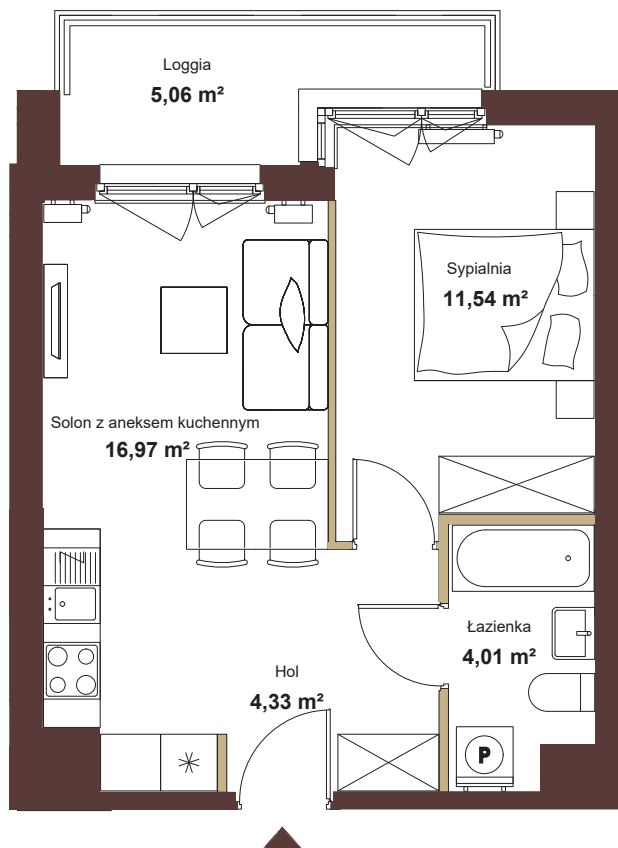 Loggia
5,06 m²
Sypialnia
11,54 m²
Solon z aneksem kuchennym
16,97 m²
Łazienka
4,01 m²
Hol
4,33 m²
P